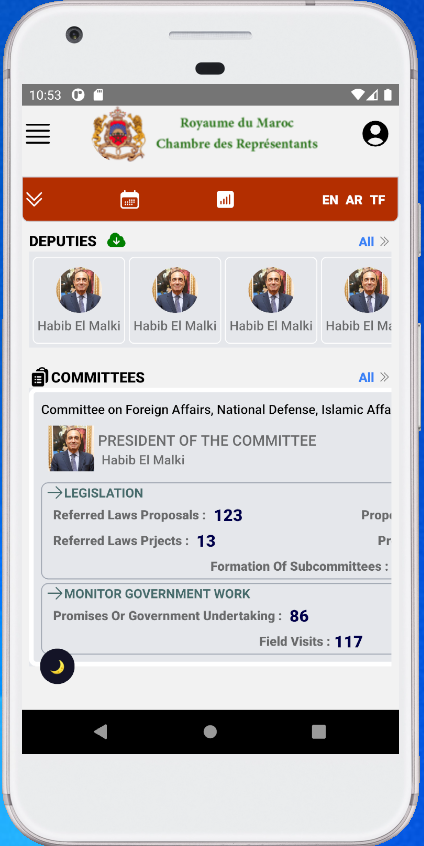 10:53
Royaume du Maroc
Chambre des Représentants
EN AR TF
DEPUTIES All
Habib El Malki Habib El Malki Habib El Malki Habib El Ma
COMMITTEES All
Committee on Foreign Affairs, National Defense, Islamic Affa
PRESIDENT OF THE COMMITTEE
Habib El Malki
LEGISLATION
Referred Laws Proposals : 123 Propo
Referred Laws Prjects : 13 Pr
Formation Of Subcommittees :
MONITOR GOVERNMENT WORK
Promises Or Government Undertaking : 86
Field Visits : 117